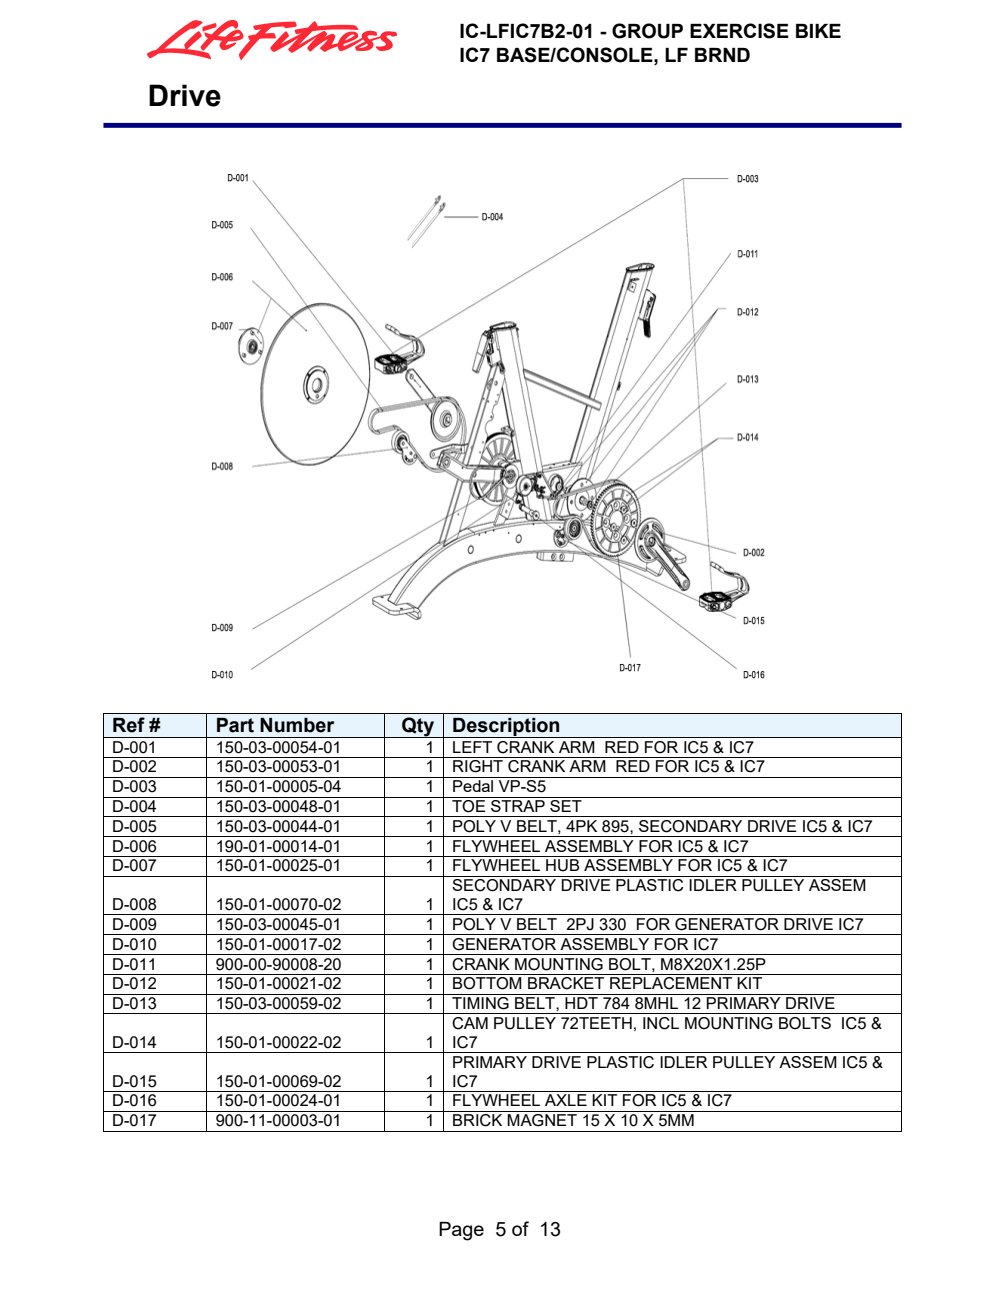 Life Fitness
IC-LFIC7B2-01 - GROUP EXERCISE BIKE
IC7 BASE/CONSOLE, LF BRND
Drive
D-001
D-003
D-004
D-005
D-011
D-006
D-012
D-007
D-013
D-014
D-008
D-002
D-015
D-009
D-017
D-010
D-016
Ref # Part Number Qty Description
D-001 150-03-00054-01 1 LEFT CRANK ARM  RED FOR IC5 & IC7
D-002 150-03-00053-01 1 RIGHT CRANK ARM  RED FOR IC5 & IC7
D-003 150-01-00005-04 1 Pedal VP-S5
D-004 150-03-00048-01 1 TOE STRAP SET
D-005 150-03-00044-01 1 POLY V BELT, 4PK 895, SECONDARY DRIVE IC5 & IC7
D-006 190-01-00014-01 1 FLYWHEEL ASSEMBLY FOR IC5 & IC7
D-007 150-01-00025-01 1 FLYWHEEL HUB ASSEMBLY FOR IC5 & IC7
SECONDARY DRIVE PLASTIC IDLER PULLEY ASSEM
D-008 150-01-00070-02 1 IC5 & IC7
D-009 150-03-00045-01 1 POLY V BELT  2PJ 330  FOR GENERATOR DRIVE IC7
D-010 150-01-00017-02 1 GENERATOR ASSEMBLY FOR IC7
D-011 900-00-90008-20 1 CRANK MOUNTING BOLT, M8X20X1.25P
D-012 150-01-00021-02 1 BOTTOM BRACKET REPLACEMENT KIT
D-013 150-03-00059-02 1 TIMING BELT, HDT 784 8MHL 12 PRIMARY DRIVE
CAM PULLEY 72TEETH, INCL MOUNTING BOLTS  IC5 &
D-014 150-01-00022-02 1 IC7
PRIMARY DRIVE PLASTIC IDLER PULLEY ASSEM IC5 &
D-015 150-01-00069-02 1 IC7
D-016 150-01-00024-01 1 FLYWHEEL AXLE KIT FOR IC5 & IC7
D-017 900-11-00003-01 1 BRICK MAGNET 15 X 10 X 5MM
Page  5 of  13